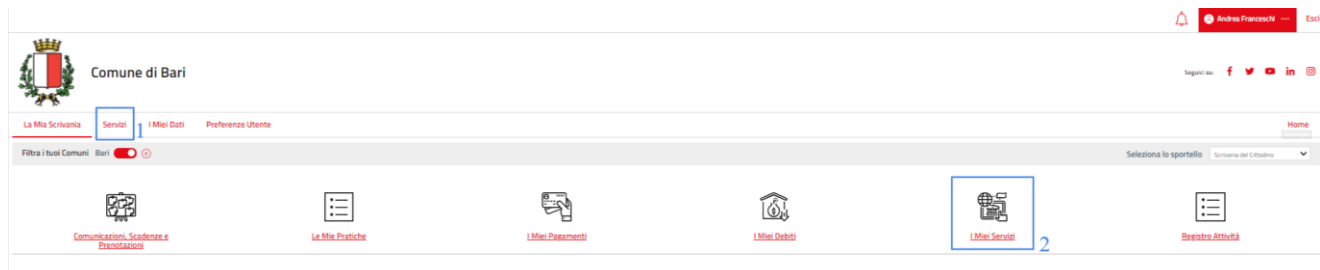 Andrea Franceschi ... Esci
Comune di Bari
Seguici su:
La Mia Scrivania Servizi 1 I Miei Dati Preferenze Utente Home
Filtra i tuoi Comuni Bari Seleziona lo sportello Scrivania del Cittadino
Comunicazioni, Scadenze e
Prenotazioni
Le Mie Pratiche
I Miei Pagamenti
I Miei Debiti
I Miei Servizi 2
Registro Attività